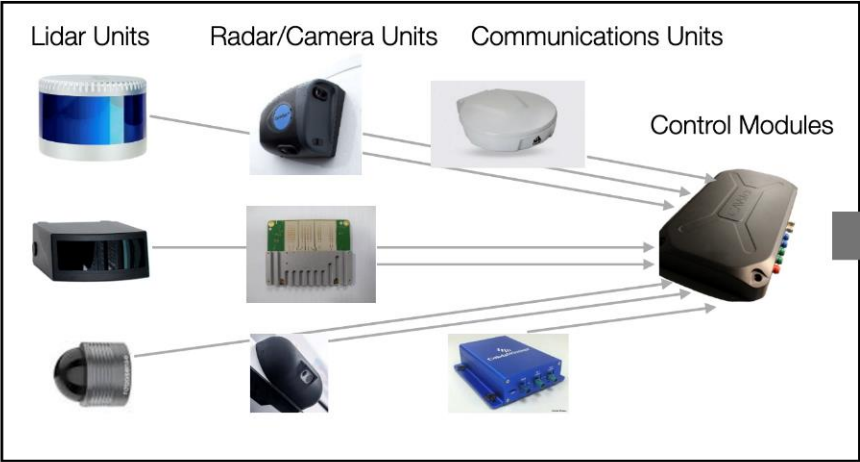 Lidar Units
Radar/Camera Units
Communications Units
Control Modules